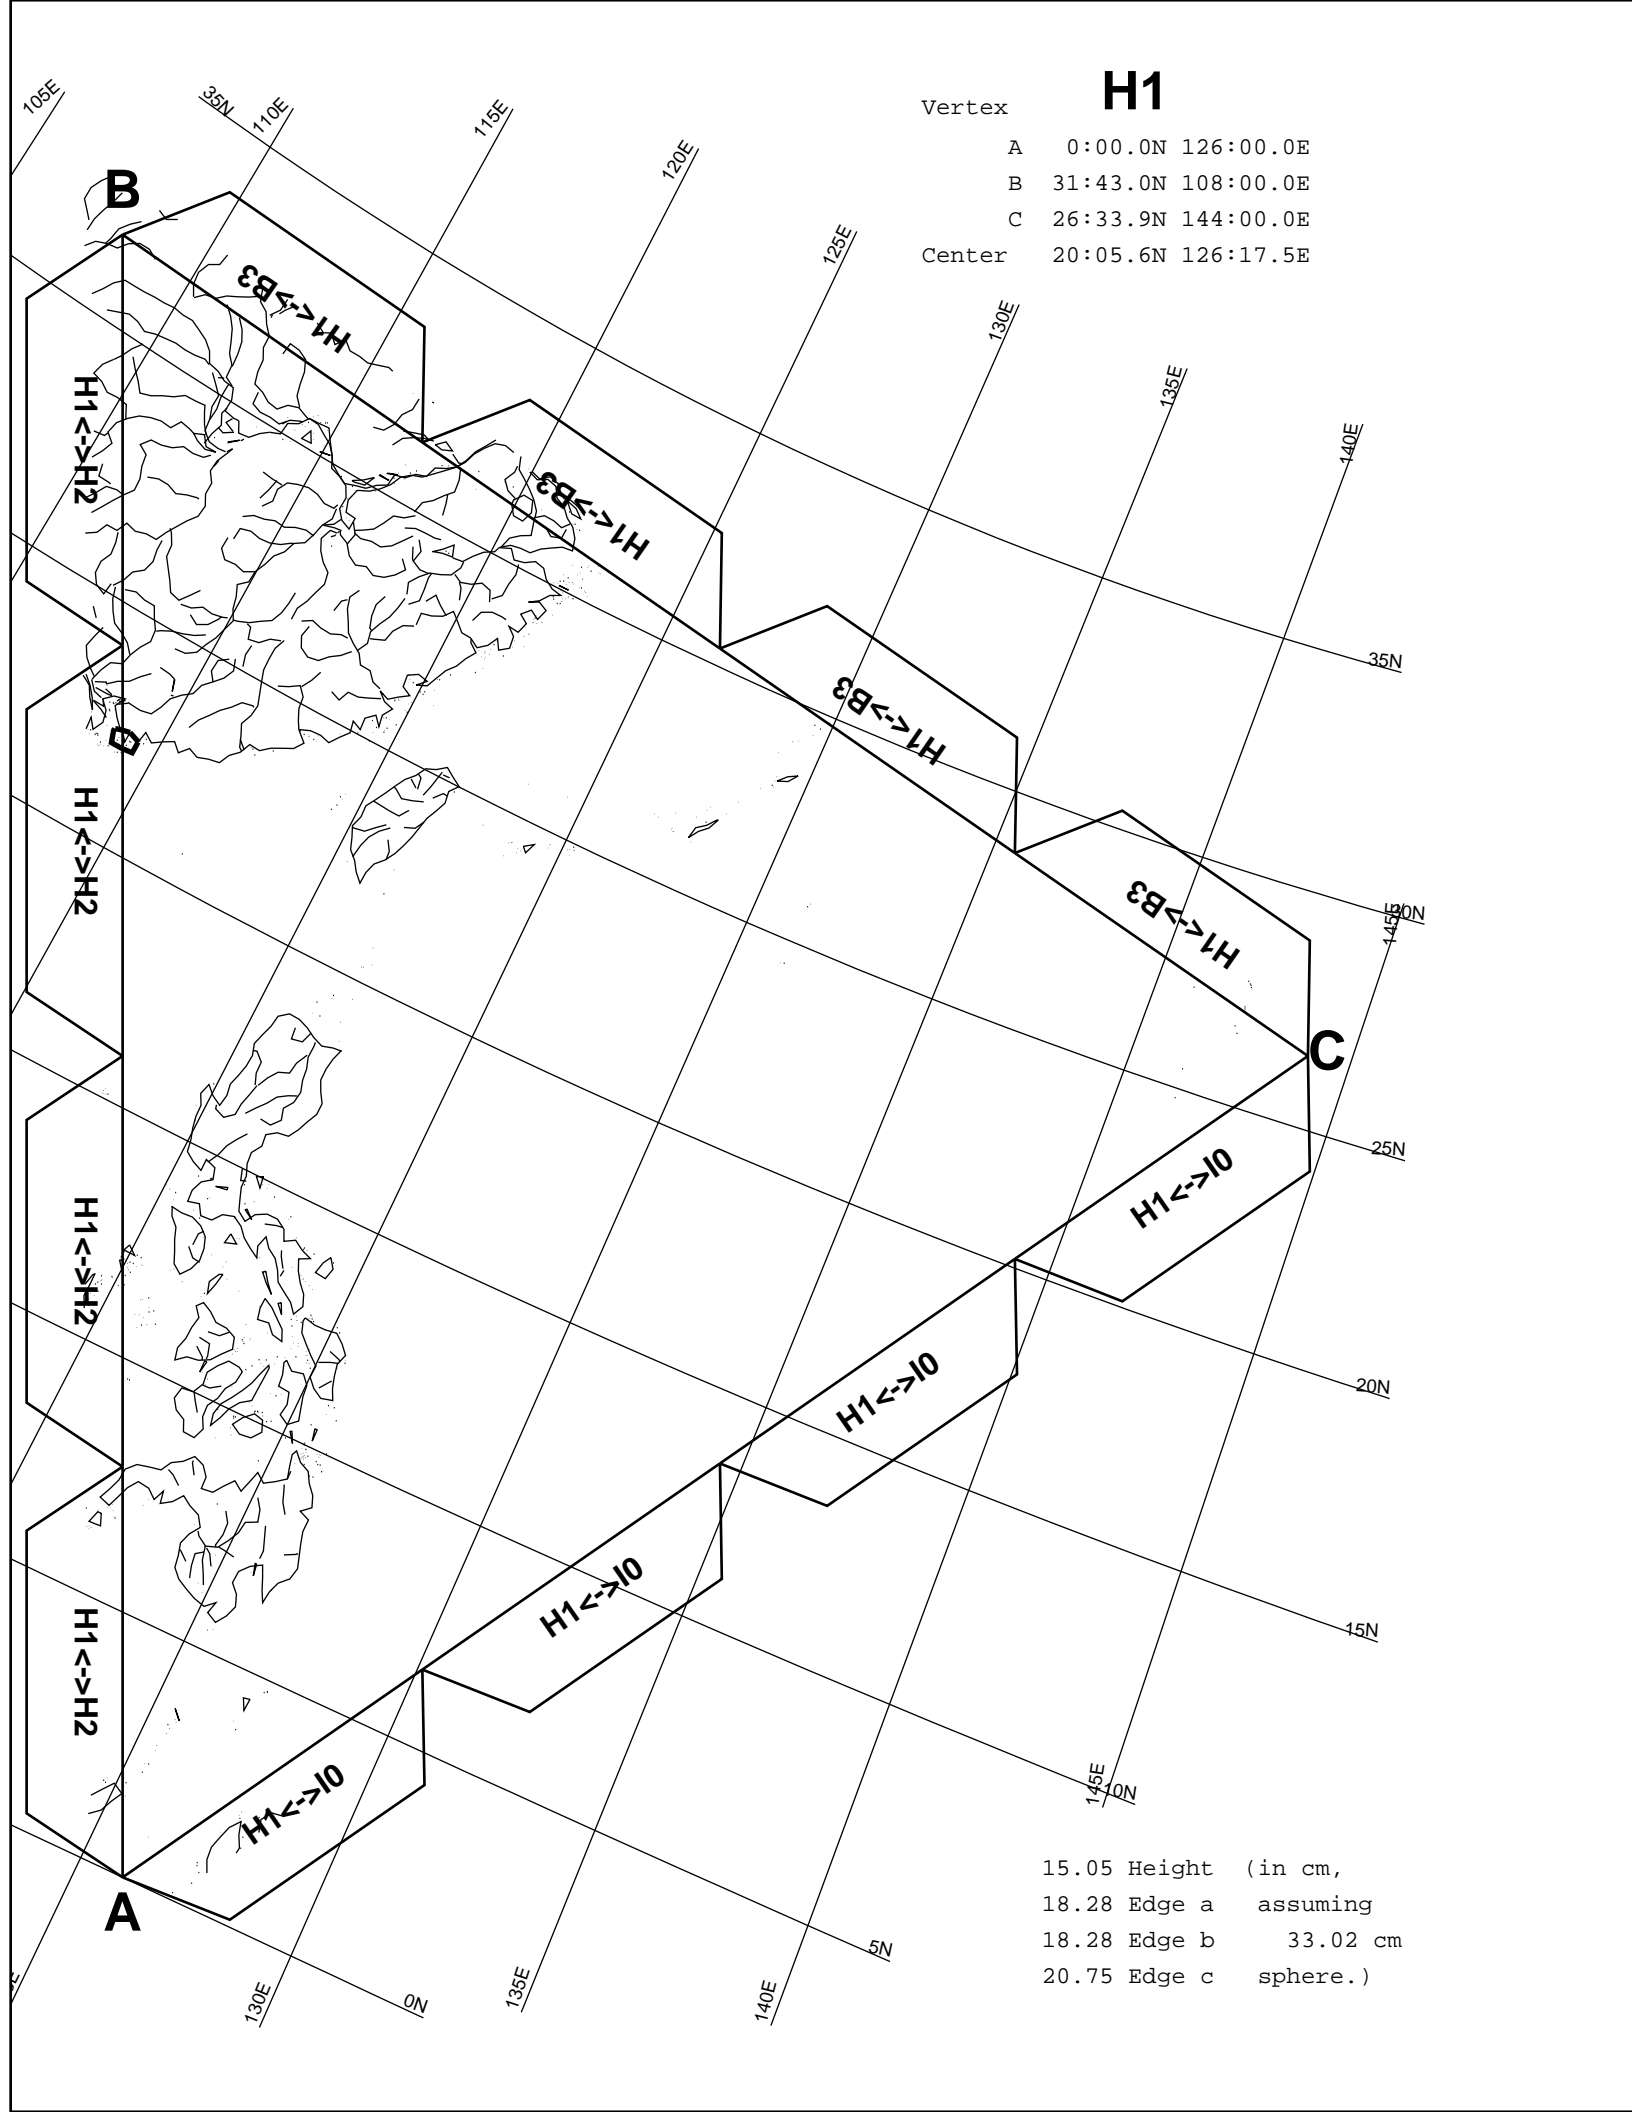 H1
Vertex
A 0:00.0N 126:00.0E
B 31:43.0N 108:00.0E
C 26:33.9N 144:00.0E
Center 20:05.6N 126:17.5E
105E
35N
110E
115E
120E
125E
130E
135E
140E
B
H1<->B3
H1<->B3
H1<->B3
H1<->B3
H1<->H2
H1<->H2
H1<->H2
H1<->H2
35N
30N
145E
C
25N
20N
15N
10N
145E
H1<->I0
H1<->I0
H1<->I0
H1<->I0
A
5N
0N
130E
135E
140E
15.05 Height (in cm,
18.28 Edge a assuming
18.28 Edge b 33.02 cm
20.75 Edge c sphere.)